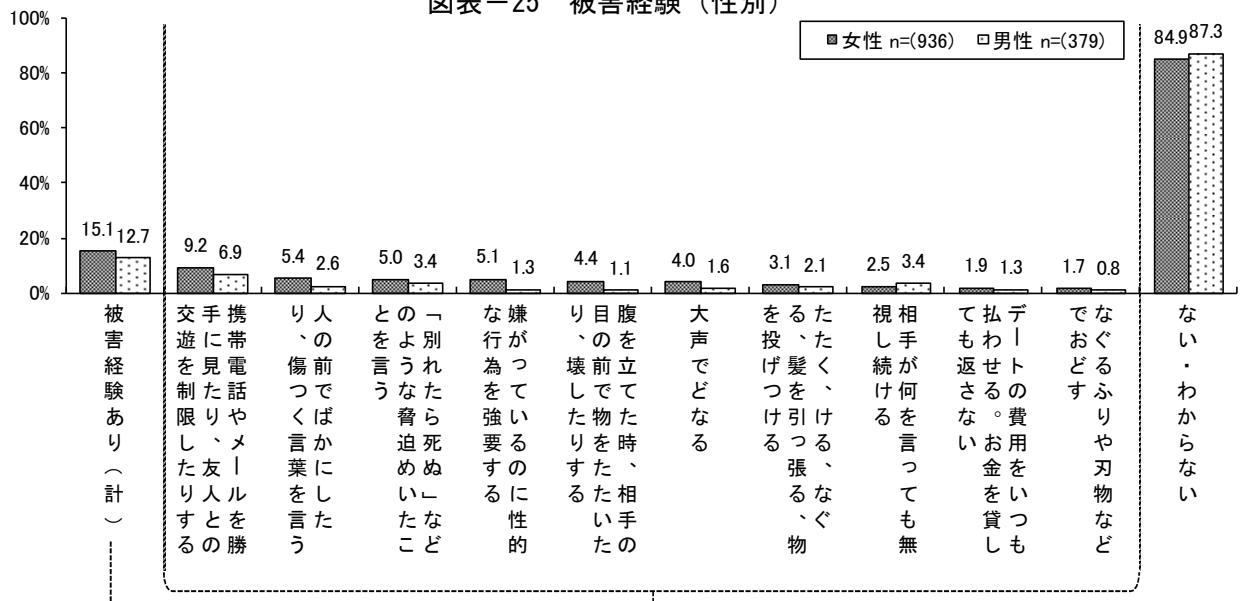 図表－25 被害経験（性別）
■女性 n=(936) □男性 n=(379)
100%
80%
60%
40%
20%
0%
15.1 12.7
9.2 6.9
5.4 2.6
5.0 3.4
5.1 1.3
4.4 1.1
4.0 1.6
3.1 2.1
2.5 3.4
1.9 1.3
1.7 0.8
84.9 87.3
被害経験あり（計）
携帯電話やメールを勝
手に見たり、友人との
交遊を制限したりする
人の前でばかにした
り、傷つく言葉を言う
「別れたら死ぬ」など
のような脅迫めいたこ
とを言う
嫌がっているのに性的
な行為を強要する
腹を立てた時、相手の
目の前で物をたたいた
り、壊したりする
大声でどなる
たたく、ける、なぐ
る、髪を引っ張る、物
を投げつける
相手が何を言っても無
視し続ける
デートの費用をいつも
払わせる。お金を貸し
ても返さない
なぐるふりや刃物など
でおどす
ない・わからない